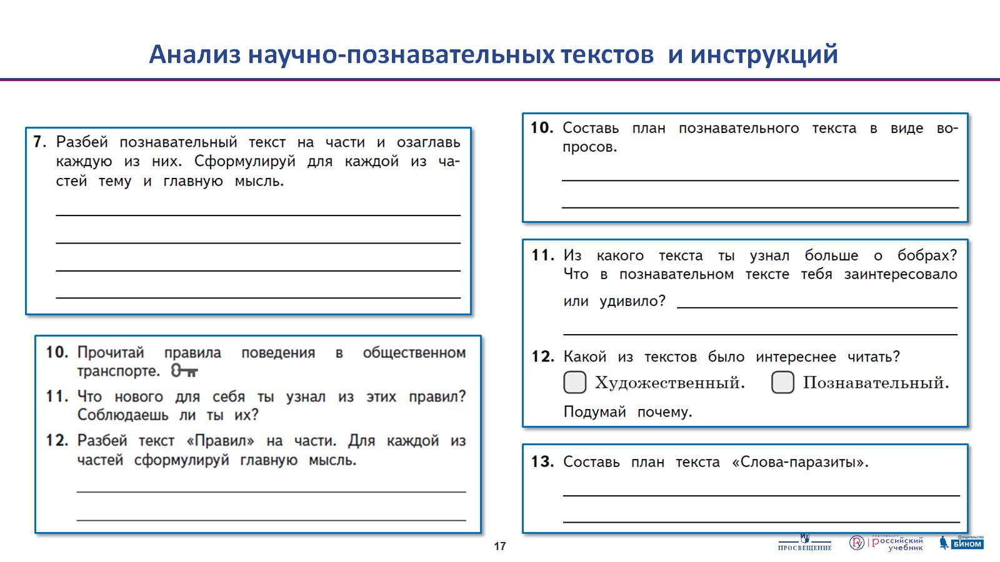 Анализ научно-познавательных текстов и инструкций
7. Разбей познавательный текст на части и озаглавь
каждую из них. Сформулируй для каждой из ча-
стей тему и главную мысль.
10. Прочитай правила поведения в общественном
транспорте.
11. Что нового для себя ты узнал из этих правил?
Соблюдаешь ли ты их?
12. Разбей текст «Правил» на части. Для каждой из
частей сформулируй главную мысль.
10. Составь план познавательного текста в виде во-
просов.
11. Из какого текста ты узнал больше о бобрах?
Что в познавательном тексте тебя заинтересовало
или удивило?
12. Какой из текстов было интереснее читать?
Художественный. Познавательный.
Подумай почему.
13. Составь план текста «Слова-паразиты».
17
ПРОСВЕЩЕНИЕ
корпорация
российский
учебник
ИЗДАТЕЛЬСТВО
БИНОМ